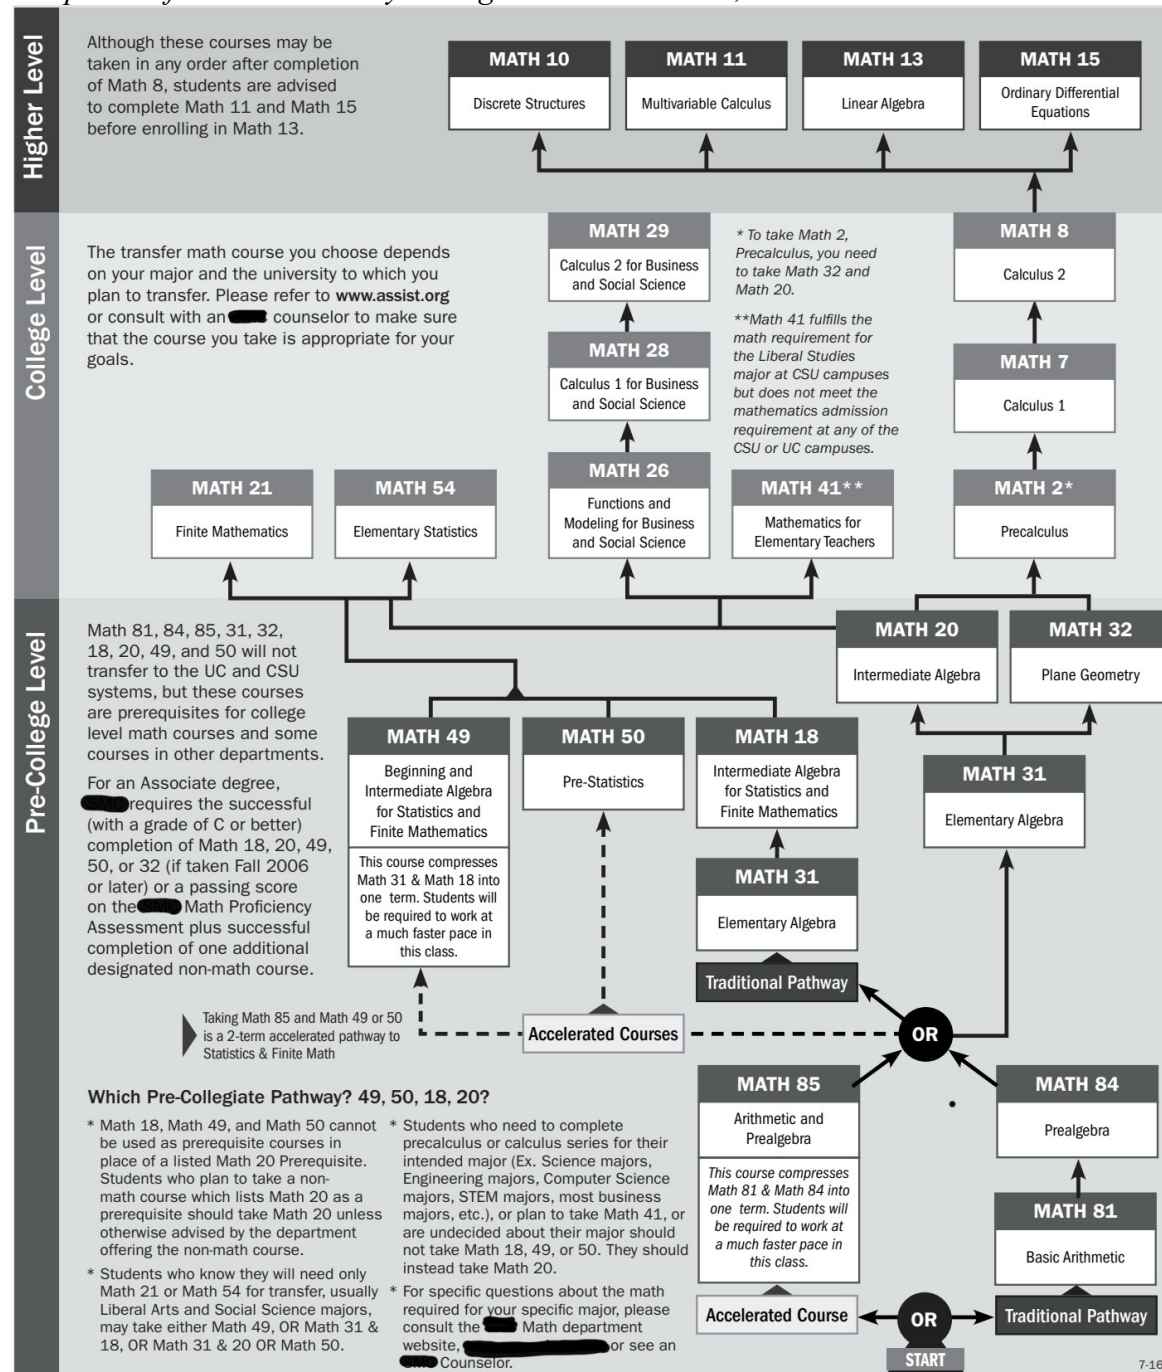 Higher Level
Although these courses may be
taken in any order after completion
of Math 8, students are advised
to complete Math 11 and Math 15
before enrolling in Math 13.
MATH 10
Discrete Structures
MATH 11
Multivariable Calculus
MATH 13
Linear Algebra
MATH 15
Ordinary Differential
Equations
College Level
The transfer math course you choose depends
on your major and the university to which you
plan to transfer. Please refer to www.assist.org
or consult with an counselor to make sure
that the course you take is appropriate for your
goals.
MATH 29
Calculus 2 for Business
and Social Science
MATH 28
Calculus 1 for Business
and Social Science
MATH 26
Functions and
Modeling for Business
and Social Science
* To take Math 2,
Precalculus, you need
to take Math 32 and
Math 20.
**Math 41 fulfills the
math requirement for
the Liberal Studies
major at CSU campuses
but does not meet the
mathematics admission
requirement at any of the
CSU or UC campuses.
MATH 8
Calculus 2
MATH 7
Calculus 1
MATH 21
Finite Mathematics
MATH 54
Elementary Statistics
MATH 41**
Mathematics for
Elementary Teachers
MATH 2*
Precalculus
Pre-College Level
Math 81, 84, 85, 31, 32,
18, 20, 49, and 50 will not
transfer to the UC and CSU
systems, but these courses
are prerequisites for college
level math courses and some
courses in other departments.
For an Associate degree,
requires the successful
(with a grade of C or better)
completion of Math 18, 20, 49,
50, or 32 (if taken Fall 2006
or later) or a passing score
on the Math Proficiency
Assessment plus successful
completion of one additional
designated non-math course.
MATH 20
Intermediate Algebra
MATH 32
Plane Geometry
MATH 49
Beginning and
Intermediate Algebra
for Statistics and
Finite Mathematics
This course compresses
Math 31 & Math 18 into
one term. Students will
be required to work at
a much faster pace in
this class.
MATH 50
Pre-Statistics
MATH 18
Intermediate Algebra
for Statistics and
Finite Mathematics
MATH 31
Elementary Algebra
MATH 31
Elementary Algebra
Traditional Pathway
Taking Math 85 and Math 49 or 50
is a 2-term accelerated pathway to
Statistics & Finite Math
Accelerated Courses
OR
MATH 85
Arithmetic and
Prealgebra
This course compresses
Math 81 & Math 84 into
one term. Students will
be required to work at
a much faster pace in
this class.
MATH 84
Prealgebra
MATH 81
Basic Arithmetic
Which Pre-Collegiate Pathway? 49, 50, 18, 20?
* Math 18, Math 49, and Math 50 cannot
be used as prerequisite courses in
place of a listed Math 20 Prerequisite.
Students who plan to take a non-
math course which lists Math 20 as a
prerequisite should take Math 20 unless
otherwise advised by the department
offering the non-math course.
* Students who know they will need only
Math 21 or Math 54 for transfer, usually
Liberal Arts and Social Science majors,
may take either Math 49, OR Math 31 &
18, OR Math 31 & 20 OR Math 50.
* Students who need to complete
precalculus or calculus series for their
intended major (Ex. Science majors,
Engineering majors, Computer Science
majors, STEM majors, most business
majors, etc.), or plan to take Math 41, or
are undecided about their major should
not take Math 18, 49, or 50. They should
instead take Math 20.
* For specific questions about the math
required for your specific major, please
consult the Math department
website, or see an
Counselor.
Accelerated Course
OR
Traditional Pathway
START
7-16